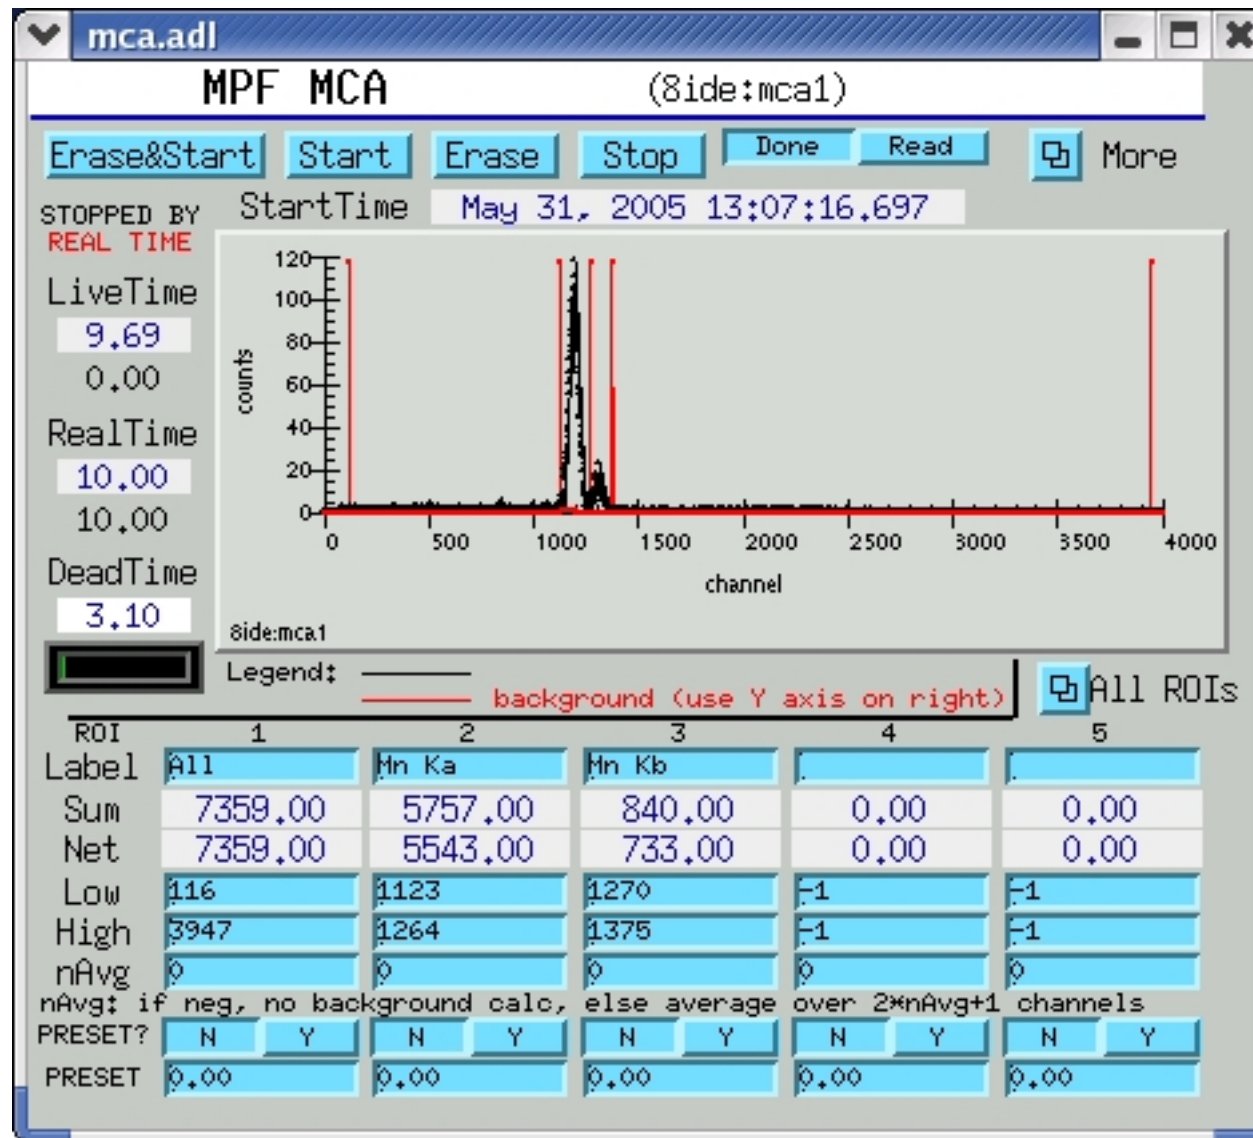 mca.adl
MPF MCA (8ide:mca1)
Erase&Start Start Erase Stop Done Read More
STOPPED BY StartTime May 31, 2005 13:07:16.697
REAL TIME
LiveTime
9.69
0.00
RealTime
10.00
10.00
DeadTime
3.10
120
100
80
60
40
20
0
counts
0 500 1000 1500 2000 2500 3000 3500 4000
channel
8ide:mca1
Legend:
background (use Y axis on right)
All ROIs
ROI 1 2 3 4 5
Label All Mn Ka Mn Kb
Sum 7359.00 5757.00 840.00 0.00 0.00
Net 7359.00 5543.00 733.00 0.00 0.00
Low 116 1123 1270 -1 -1
High 3947 1264 1375 -1 -1
nAvg 0 0 0 0 0
nAvg: if neg, no background calc, else average over 2*nAvg+1 channels
PRESET? N Y N Y N Y N Y N Y
PRESET 0.00 0.00 0.00 0.00 0.00